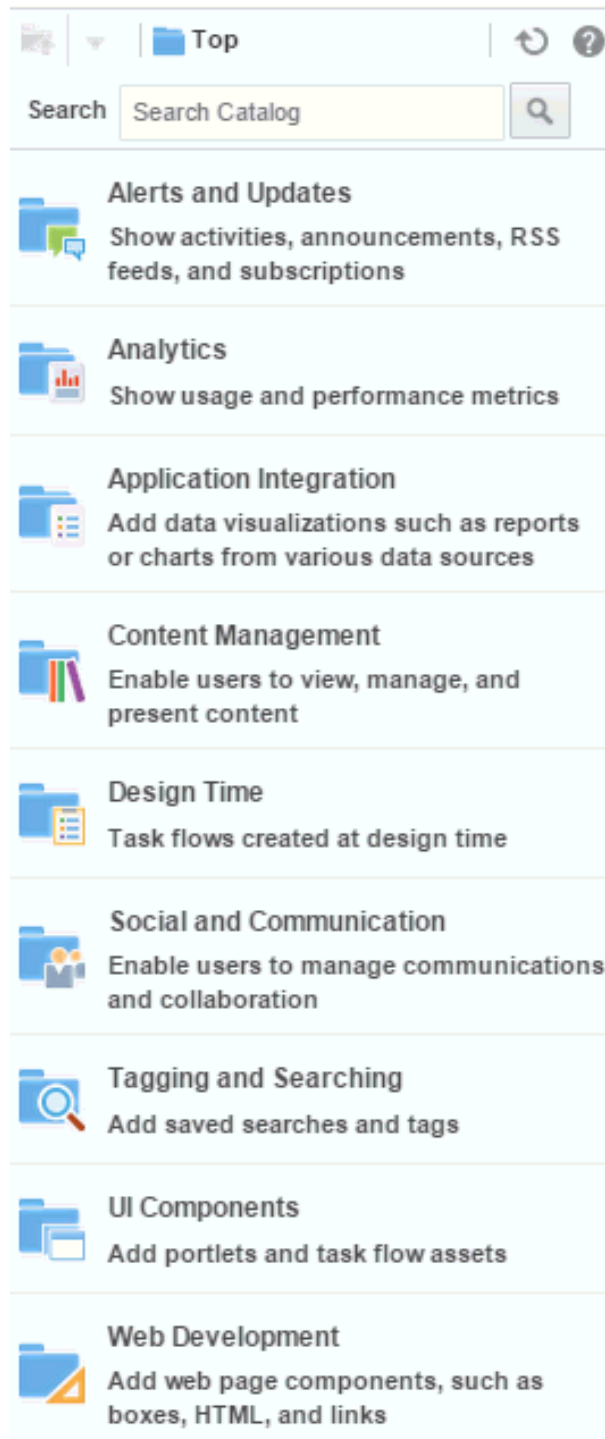 Top
Search Search Catalog
Alerts and Updates
Show activities, announcements, RSS
feeds, and subscriptions
Analytics
Show usage and performance metrics
Application Integration
Add data visualizations such as reports
or charts from various data sources
Content Management
Enable users to view, manage, and
present content
Design Time
Task flows created at design time
Social and Communication
Enable users to manage communications
and collaboration
Tagging and Searching
Add saved searches and tags
UI Components
Add portlets and task flow assets
Web Development
Add web page components, such as
boxes, HTML, and links